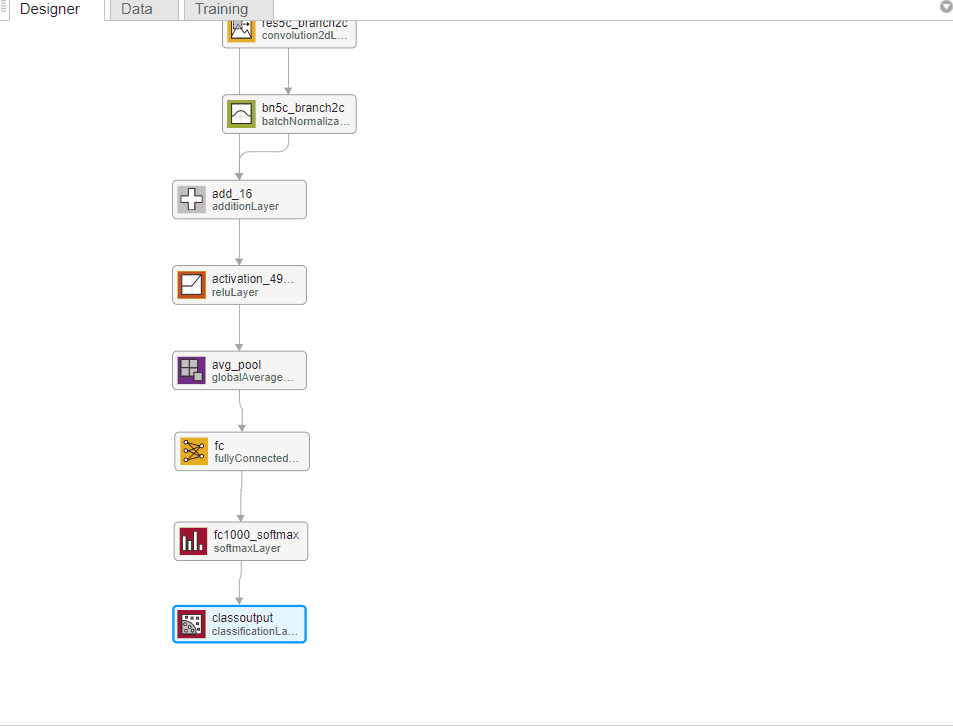 Designer Data Training
res5c_branch2c
convolution2dL...
bn5c_branch2c
batchNormaliza...
add_16
additionLayer
activation_49...
reluLayer
avg_pool
globalAverage...
fc
fullyConnected...
fc1000_softmax
softmaxLayer
classoutput
classificationLa...